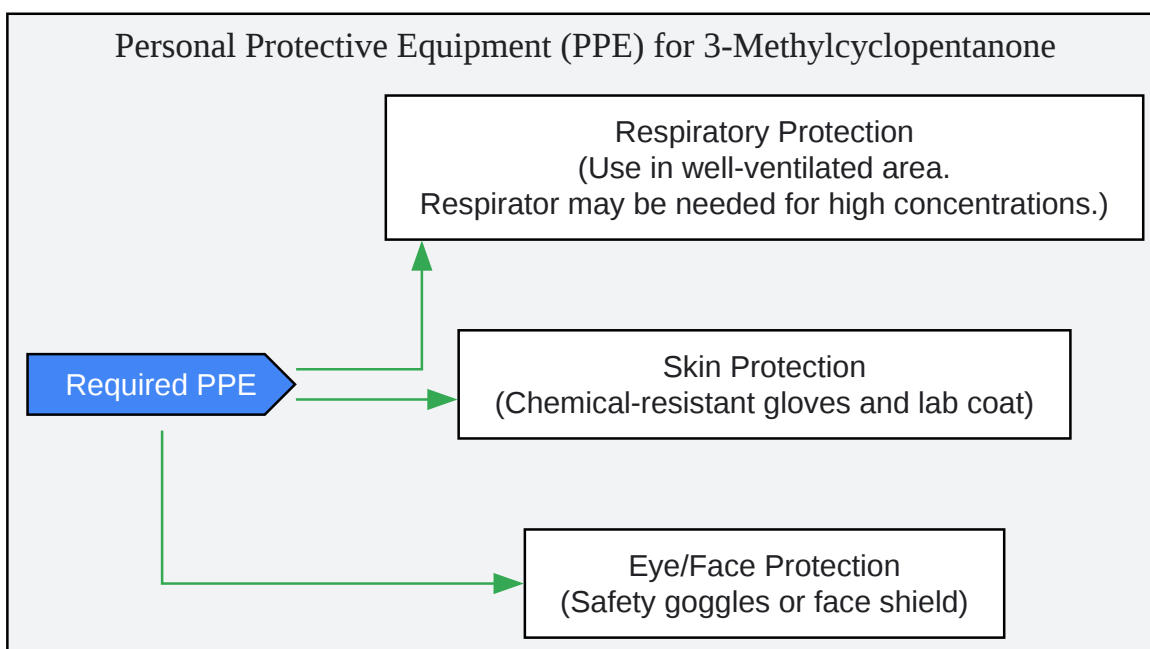 Personal Protective Equipment (PPE) for 3-Methylcyclopentanone
Respiratory Protection
(Use in well-ventilated area.
Respirator may be needed for high concentrations.)
Required PPE
Skin Protection
(Chemical-resistant gloves and lab coat)
Eye/Face Protection
(Safety goggles or face shield)